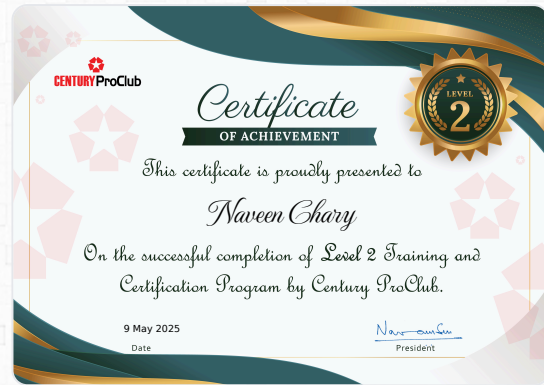 CENTURY ProClub
LEVEL
2
Certificate
OF ACHIEVEMENT
This certificate is proudly presented to
Naveen Chary
On the successful completion of Level 2 Training and
Certification Program by Century ProClub.
9 May 2025
Date
President